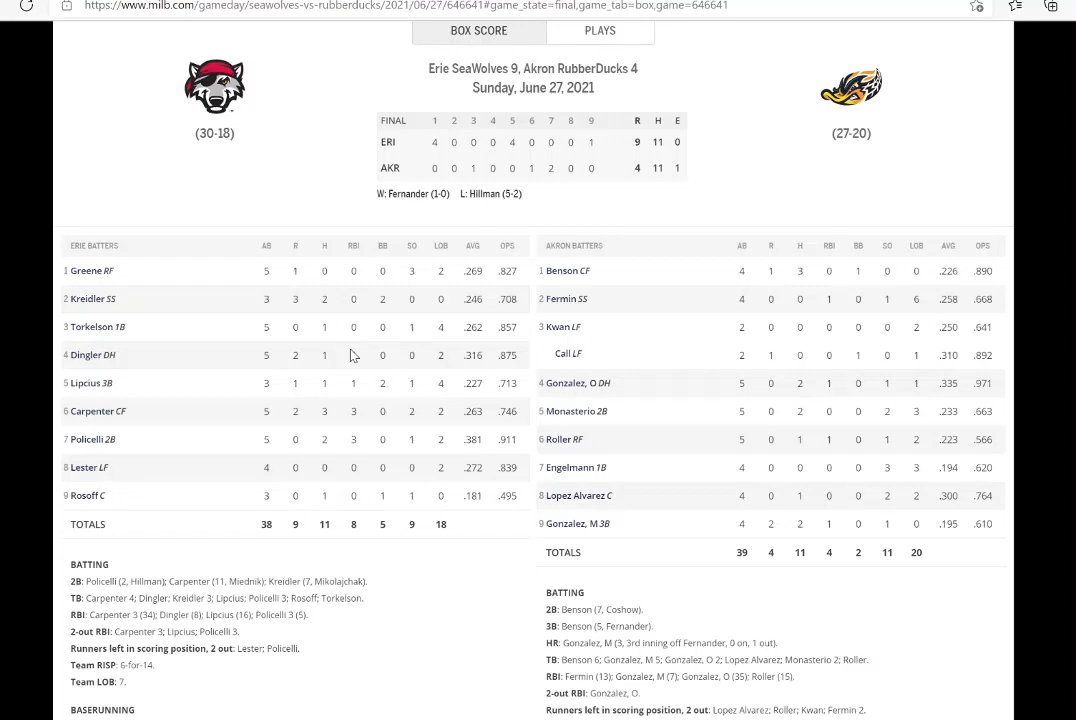 https://www.milb.com/gameday/seawolves-vs-rubberducks/2021/06/27/646641#game_state=final,game_tab=box,game=646641
BOX SCORE PLAYS
Erie SeaWolves 9, Akron RubberDucks 4
Sunday, June 27, 2021
(30-18) (27-20)
FINAL 1 2 3 4 5 6 7 8 9 R H E
ERI 4 0 0 0 4 0 0 0 1 9 11 0
AKR 0 0 1 0 0 1 2 0 0 4 11 1
W: Fernander (1-0) L: Hillman (5-2)
ERIE BATTERS AB R H RBI BB SO LOB AVG OPS
1 Greene RF 5 1 0 0 0 3 2 .269 .827
2 Kreidler SS 3 3 2 0 2 0 0 .246 .708
3 Torkelson 1B 5 0 1 0 0 1 4 .262 .857
4 Dingler DH 5 2 1 0 0 2 .316 .875
5 Lipcius 3B 3 1 1 1 2 1 4 .227 .713
6 Carpenter CF 5 2 3 3 0 2 2 .263 .746
7 Policelli 2B 5 0 2 3 0 1 2 .381 .911
8 Lester LF 4 0 0 0 0 0 2 .272 .839
9 Rosoff C 3 0 1 0 1 1 0 .181 .495
TOTALS 38 9 11 8 5 9 18
BATTING
2B: Policelli (2, Hillman); Carpenter (11, Miednik); Kreidler (7, Mikolajchak).
TB: Carpenter 4; Dingler; Kreidler 3; Lipcius; Policelli 3; Rosoff; Torkelson.
RBI: Carpenter 3 (34); Dingler (8); Lipcius (16); Policelli 3 (5).
2-out RBI: Carpenter 3; Lipcius; Policelli 3.
Runners left in scoring position, 2 out: Lester; Policelli.
Team RISP: 6-for-14.
Team LOB: 7.
BASERUNNING
AKRON BATTERS AB R H RBI BB SO LOB AVG OPS
1 Benson CF 4 1 3 0 1 0 0 .226 .890
2 Fermin SS 4 0 0 1 0 1 6 .258 .668
3 Kwan LF 2 0 0 0 0 0 2 .250 .641
Call LF 2 1 0 0 1 0 1 .310 .892
4 Gonzalez, O DH 5 0 2 1 0 1 1 .335 .971
5 Monasterio 2B 5 0 2 0 0 2 3 .233 .663
6 Roller RF 5 0 1 1 0 1 2 .223 .566
7 Engelmann 1B 4 0 0 0 0 3 3 .194 .620
8 Lopez Alvarez C 4 0 1 0 0 2 2 .300 .764
9 Gonzalez, M 3B 4 2 2 1 0 1 0 .195 .610
TOTALS 39 4 11 4 2 11 20
BATTING
2B: Benson (7, Coshow).
3B: Benson (5, Fernander).
HR: Gonzalez, M (3, 3rd inning off Fernander, 0 on, 1 out).
TB: Benson 6; Gonzalez, M 5; Gonzalez, O 2; Lopez Alvarez; Monasterio 2; Roller.
RBI: Fermin (13); Gonzalez, M (7); Gonzalez, O (35); Roller (15).
2-out RBI: Gonzalez, O.
Runners left in scoring position, 2 out: Lopez Alvarez; Roller; Kwan; Fermin 2.